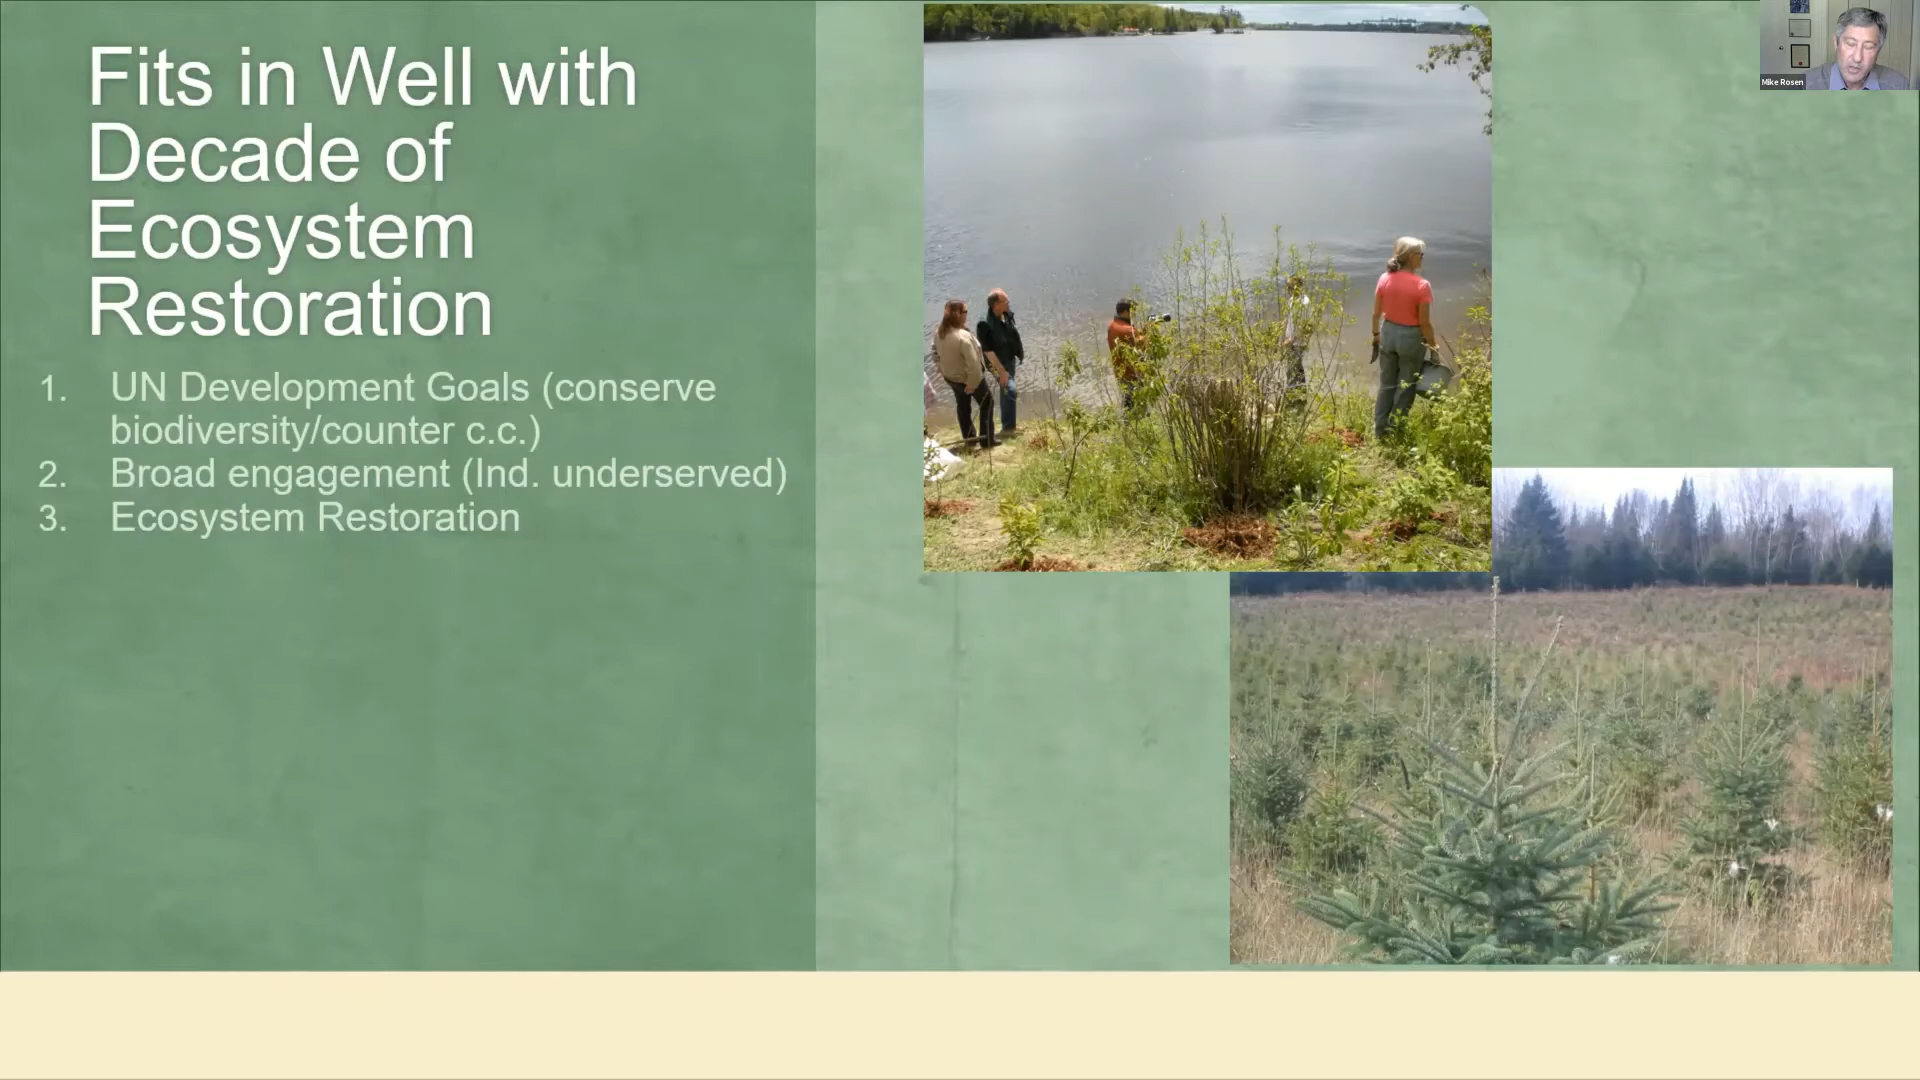 Fits in Well with
Decade of
Ecosystem
Restoration
1. UN Development Goals (conserve
biodiversity/counter c.c.)
2. Broad engagement (Ind. underserved)
3. Ecosystem Restoration
Mike Rosen